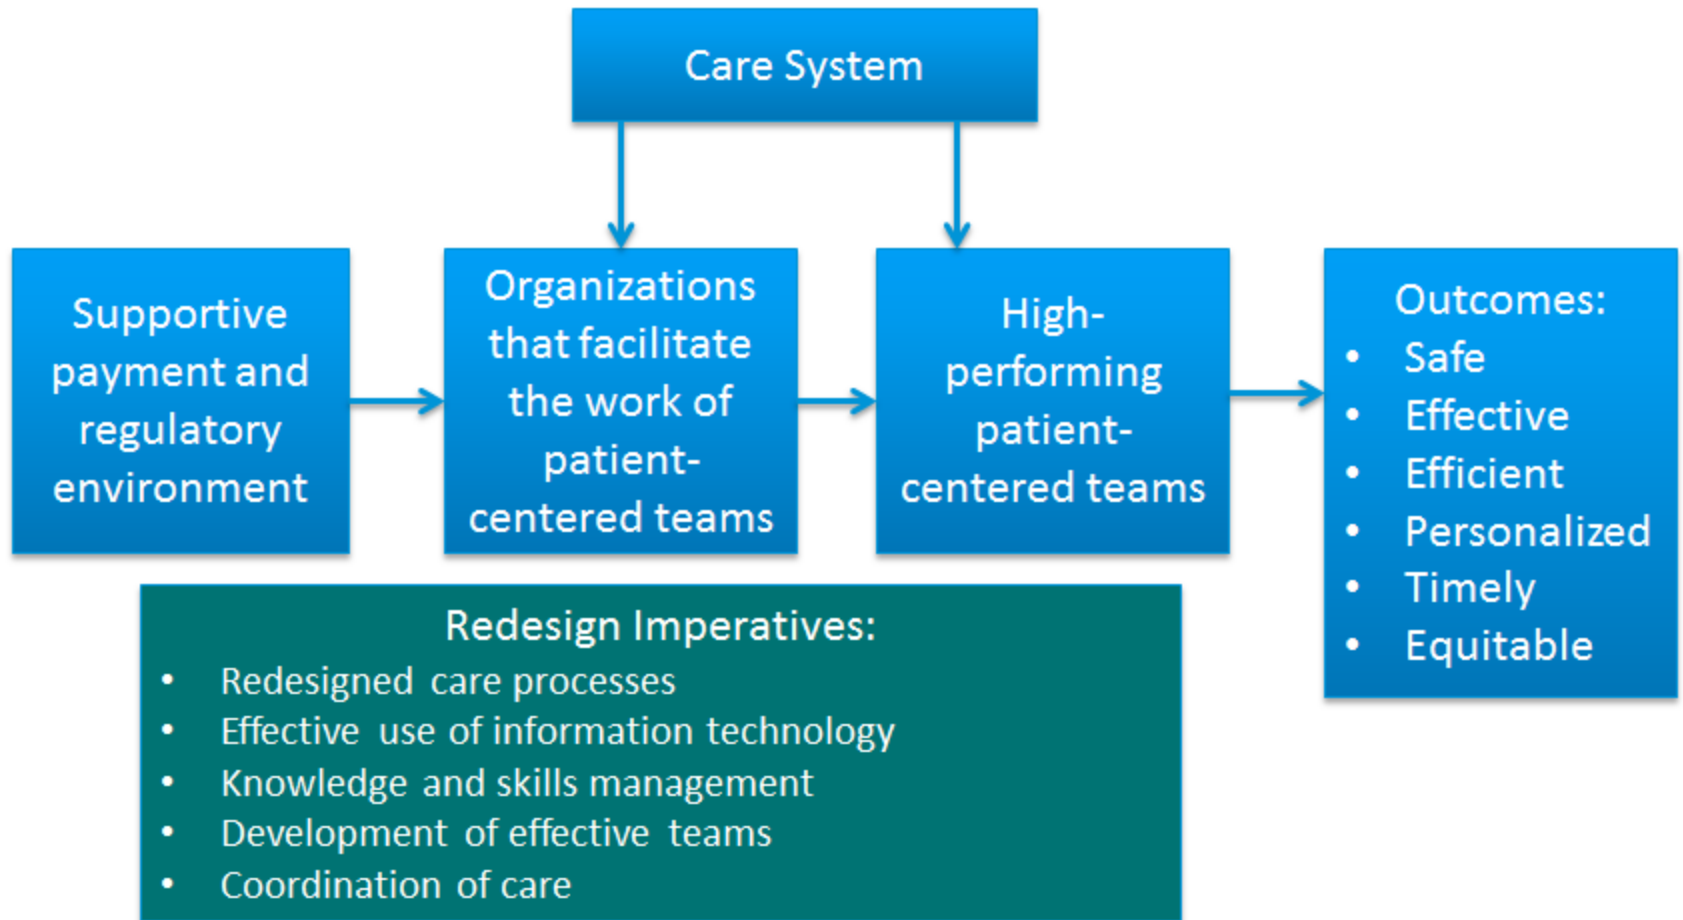 Care System
Supportive
payment and
regulatory
environment
Organizations
that facilitate
the work of
patient-
centered teams
High-
performing
patient-
centered teams
Outcomes:
• Safe
• Effective
• Efficient
• Personalized
• Timely
• Equitable
Redesign Imperatives:
• Redesigned care processes
• Effective use of information technology
• Knowledge and skills management
• Development of effective teams
• Coordination of care